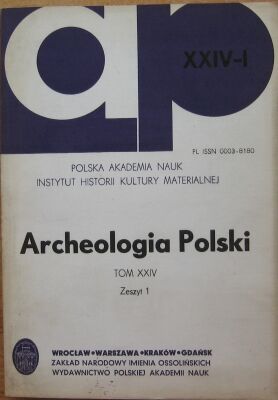 ap
XXIV-I
PL ISSN 0003-8180
POLSKA AKADEMIA NAUK
INSTYTUT HISTORII KULTURY MATERIALNEJ
Archeologia Polski
TOM XXIV
Zeszyt 1
WROCŁAW•WARSZAWA•KRAKÓW•GDAŃSK
ZAKŁAD NARODOWY IMIENIA OSSOLIŃSKICH
WYDAWNICTWO POLSKIEJ AKADEMII NAUK